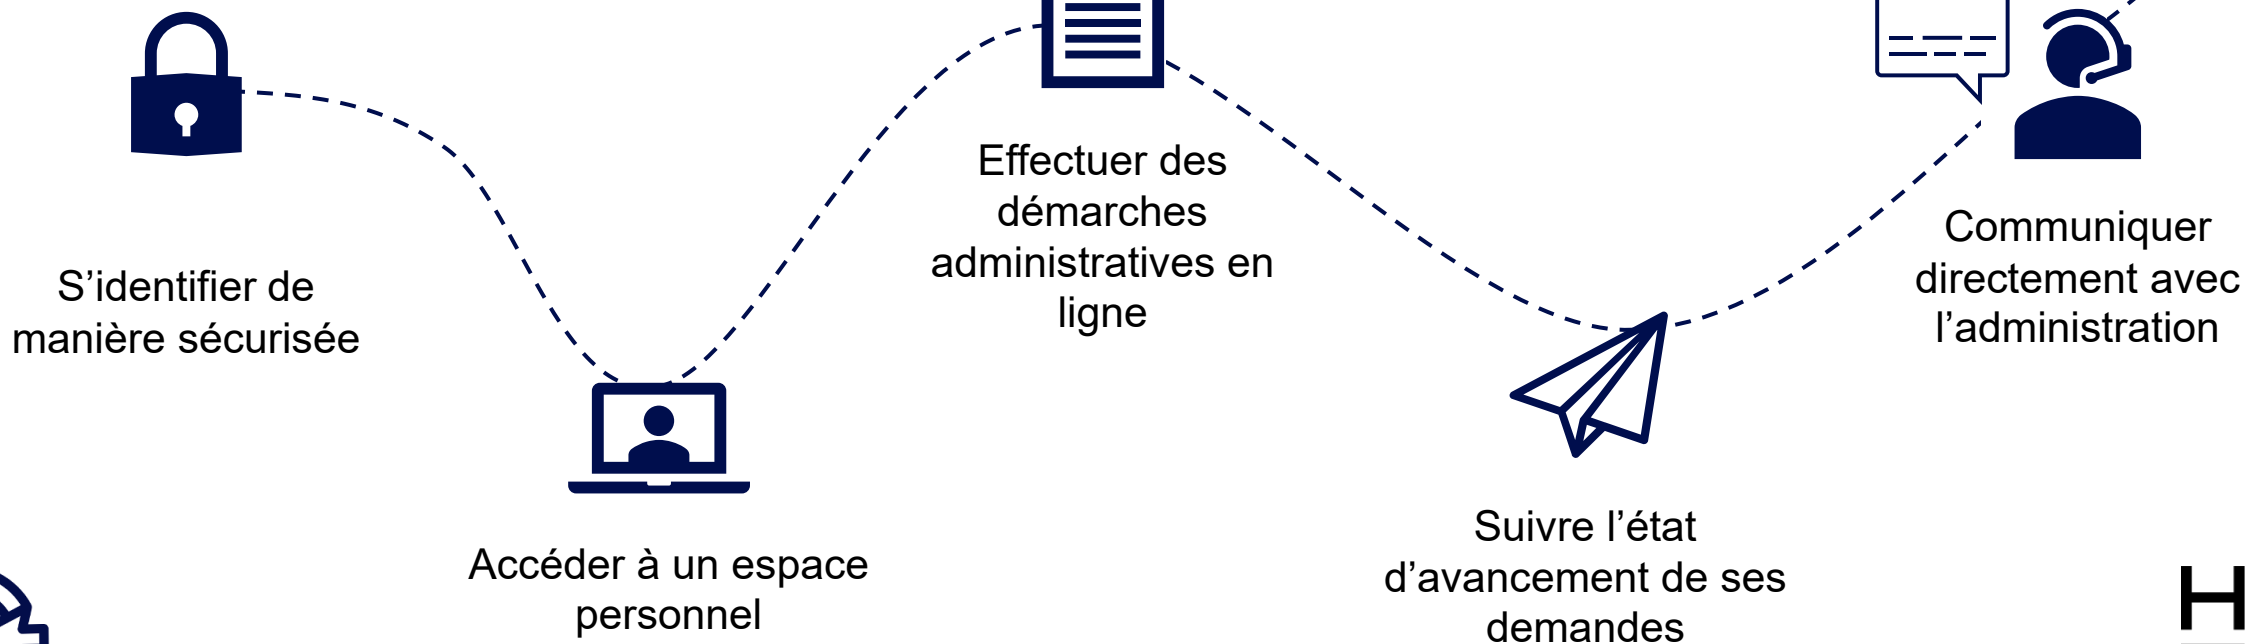 S’identifier de
manière sécurisée
Accéder à un espace
personnel
Effectuer des
démarches
administratives en
ligne
Suivre l’état
d’avancement de ses
demandes
Communiquer
directement avec
l’administration
H